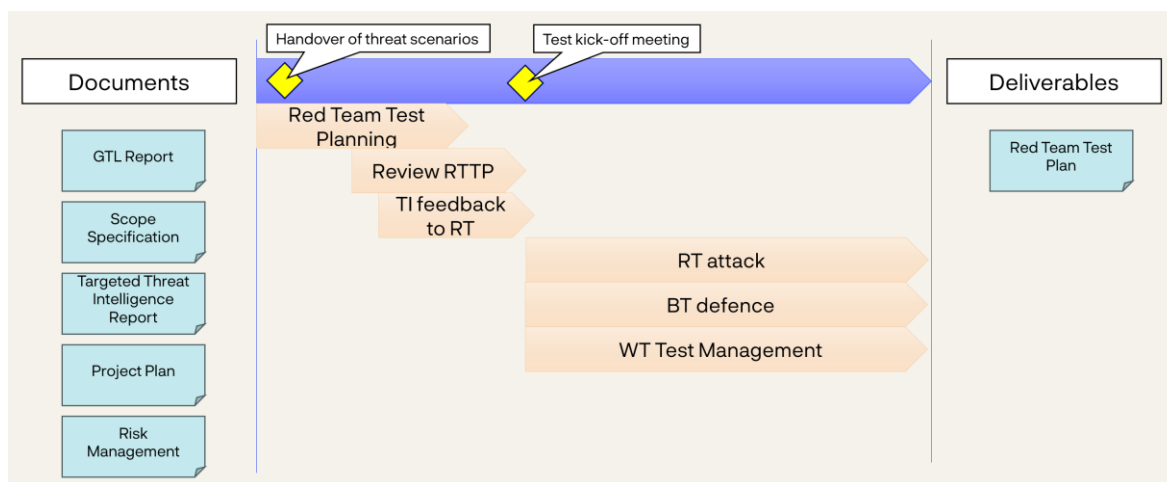 Handover of threat scenarios
Test kick-off meeting
Documents
Deliverables
Red Team Test
Planning
GTL Report
Review RTTP
Red Team Test
Plan
TI feedback
to RT
Scope
Specification
RT attack
Targeted Threat
Intelligence
Report
BT defence
WT Test Management
Project Plan
Risk
Management